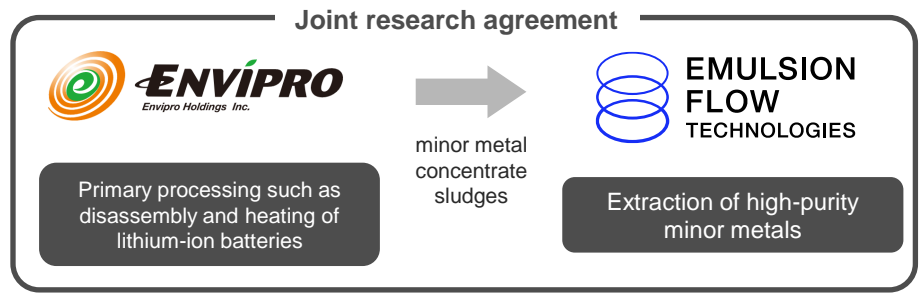 Joint research agreement
ENVIPRO
Envipro Holdings Inc.
Primary processing such as
disassembly and heating of
lithium-ion batteries
minor metal
concentrate
sludges
EMULSION
FLOW
TECHNOLOGIES
Extraction of high-purity
minor metals